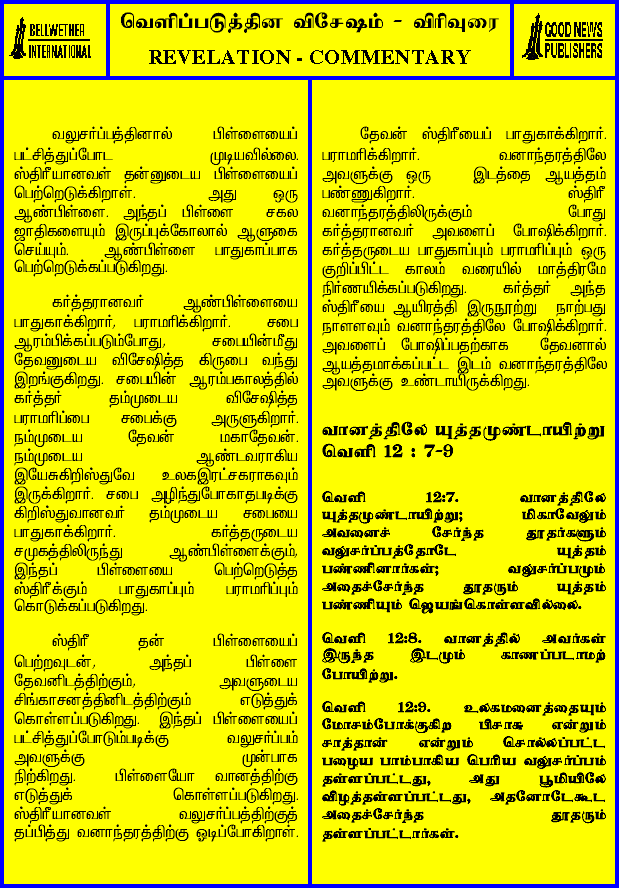 BELLWETHER
INTERNATIONAL
வெளிப்படுத்தின விசேஷம் - விரிவுரை
REVELATION - COMMENTARY
GOOD NEWS
PUBLISHERS
வலுசர்ப்பத்தினால் பிள்ளையைப்
பட்சித்துப்போட முடியவில்லை.
ஸ்திரீயானவள் தன்னுடைய பிள்ளையைப்
பெற்றெடுக்கிறாள். அது ஒரு
ஆண்பிள்ளை. அந்தப் பிள்ளை சகல
ஜாதிகளையும் இருப்புக்கோலால் ஆளுகை
செய்யும். ஆண்பிள்ளை பாதுகாப்பாக
பெற்றெடுக்கப்படுகிறது.
கர்த்தரானவர் ஆண்பிள்ளையை
பாதுகாக்கிறார், பராமரிக்கிறார். சபை
ஆரம்பிக்கப்படும்போது, சபையின்மீது
தேவனுடைய விசேஷித்த கிருபை வந்து
இறங்குகிறது. சபையின் ஆரம்பகாலத்தில்
கர்த்தர் தம்முடைய விசேஷித்த
பராமரிப்பை சபைக்கு அருளுகிறார்.
நம்முடைய தேவன் மகாதேவன்.
நம்முடைய ஆண்டவராகிய
இயேசுகிறிஸ்துவே உலகஇரட்சகராகவும்
இருக்கிறார். சபை அழிந்துபோகாதபடிக்கு
கிறிஸ்துவானவர் தம்முடைய சபையை
பாதுகாக்கிறார். கர்த்தருடைய
சமுகத்திலிருந்து ஆண்பிள்ளைக்கும்,
இந்தப் பிள்ளையை பெற்றெடுத்த
ஸ்திரீக்கும் பாதுகாப்பும் பராமரிப்பும்
கொடுக்கப்படுகிறது.
ஸ்திரீ தன் பிள்ளையைப்
பெற்றவுடன், அந்தப் பிள்ளை
தேவனிடத்திற்கும், அவளுடைய
சிங்காசனத்தினிடத்திற்கும் எடுத்துக்
கொள்ளப்படுகிறது. இந்தப் பிள்ளையைப்
பட்சித்துப்போடும்படிக்கு வலுசர்ப்பம்
அவளுக்கு முன்பாக
நிற்கிறது. பிள்ளையோ வானத்திற்கு
எடுத்துக் கொள்ளப்படுகிறது.
ஸ்திரீயானவள் வலுசர்ப்பத்திற்குத்
தப்பித்து வனாந்தரத்திற்கு ஓடிப்போகிறாள்.
தேவன் ஸ்திரீயைப் பாதுகாக்கிறார்.
பராமரிக்கிறார். வனாந்தரத்திலே
அவளுக்கு ஒரு இடத்தை ஆயத்தம்
பண்ணுகிறார். ஸ்திரீ
வனாந்தரத்திலிருக்கும் போது
கர்த்தரானவர் அவளைப் போஷிக்கிறார்.
கர்த்தருடைய பாதுகாப்பும் பராமரிப்பும் ஒரு
குறிப்பிட்ட காலம் வரையில் மாத்திரமே
நிர்ணயிக்கப்படுகிறது. கர்த்தர் அந்த
ஸ்திரீயை ஆயிரத்தி இருநூற்று நாற்பது
நாளளவும் வனாந்தரத்திலே போஷிக்கிறார்.
அவளைப் போஷிப்பதற்காக தேவனால்
ஆயத்தமாக்கப்பட்ட இடம் வனாந்தரத்திலே
அவளுக்கு உண்டாயிருக்கிறது.
வானத்திலே யுத்தமுண்டாயிற்று
வெளி 12 : 7-9
வெளி 12:7. வானத்திலே
யுத்தமுண்டாயிற்று; மிகாவேலும்
அவனைச் சேர்ந்த தூதர்களும்
வலுசர்ப்பத்தோடே யுத்தம்
பண்ணினார்கள்; வலுசர்ப்பமும்
அதைச்சேர்ந்த தூதரும் யுத்தம்
பண்ணியும் ஜெயங்கொள்ளவில்லை.
வெளி 12:8. வானத்தில் அவர்கள்
இருந்த இடமும் காணப்படாமற்
போயிற்று.
வெளி 12:9. உலகமனைத்தையும்
மோசம்போக்குகிற பிசாசு என்றும்
சாத்தான் என்றும் சொல்லப்பட்ட
பழைய பாம்பாகிய பெரிய வலுசர்ப்பம்
தள்ளப்பட்டது, அது பூமியிலே
விழத்தள்ளப்பட்டது, அதனோடேகூட
அதைச்சேர்ந்த தூதரும்
தள்ளப்பட்டார்கள்.